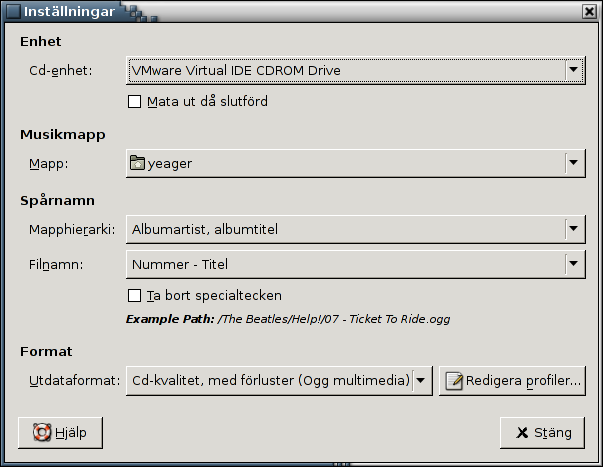 Inställningar
Enhet
Cd-enhet: VMware Virtual IDE CDROM Drive
Mata ut då slutförd
Musikmapp
Mapp: yeager
Spårnamn
Mapphierarki: Albumartist, albumtitel
Filnamn: Nummer - Titel
Ta bort specialtecken
Example Path: /The Beatles/Help!/07 - Ticket To Ride.ogg
Format
Utdataformat: Cd-kvalitet, med förluster (Ogg multimedia) Redigera profiler...
Hjälp Stäng